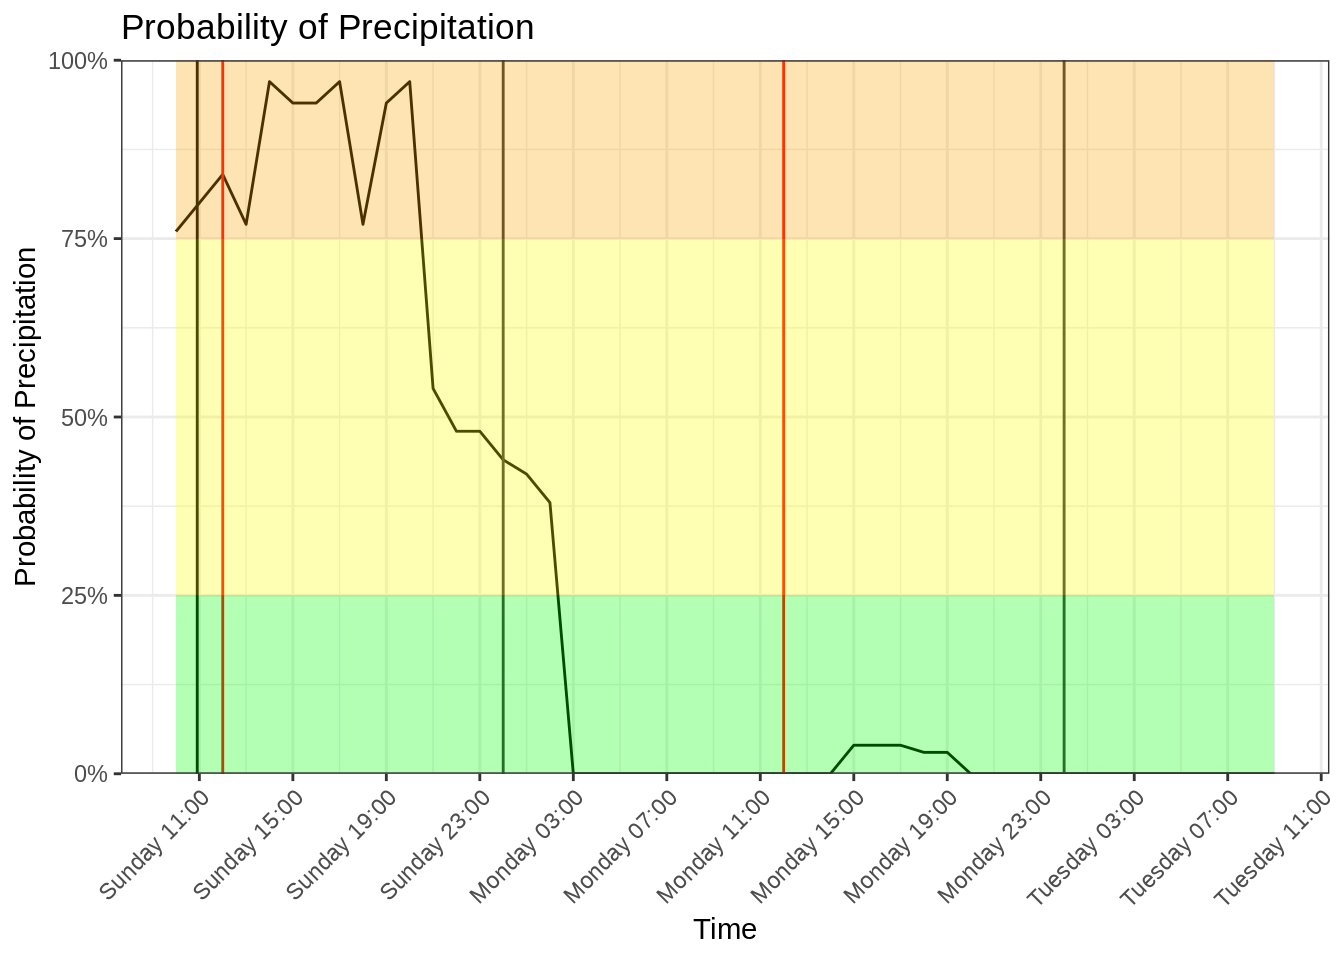 Probability of Precipitation
100%
75%
50%
25%
0%
Probability of Precipitation
Sunday 11:00
Sunday 15:00
Sunday 19:00
Sunday 23:00
Monday 03:00
Monday 07:00
Monday 11:00
Monday 15:00
Monday 19:00
Monday 23:00
Tuesday 03:00
Tuesday 07:00
Tuesday 11:00
Time